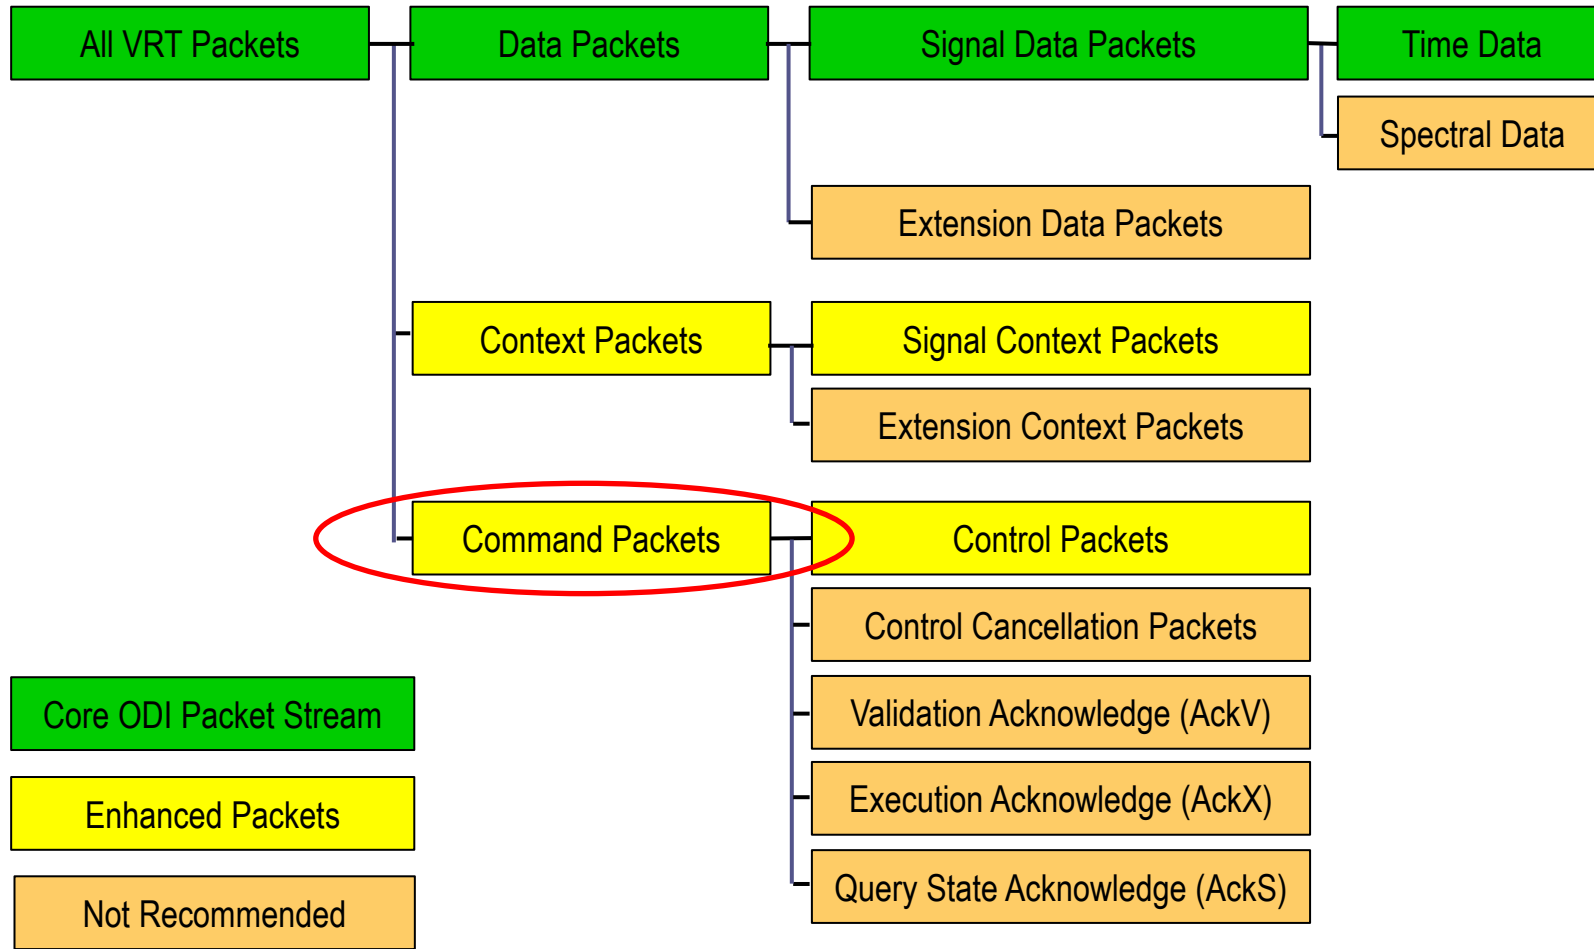 All VRT Packets
Data Packets
Signal Data Packets
Time Data
Spectral Data
Extension Data Packets
Context Packets
Signal Context Packets
Extension Context Packets
Command Packets
Control Packets
Control Cancellation Packets
Validation Acknowledge (AckV)
Execution Acknowledge (AckX)
Query State Acknowledge (AckS)
Core ODI Packet Stream
Enhanced Packets
Not Recommended